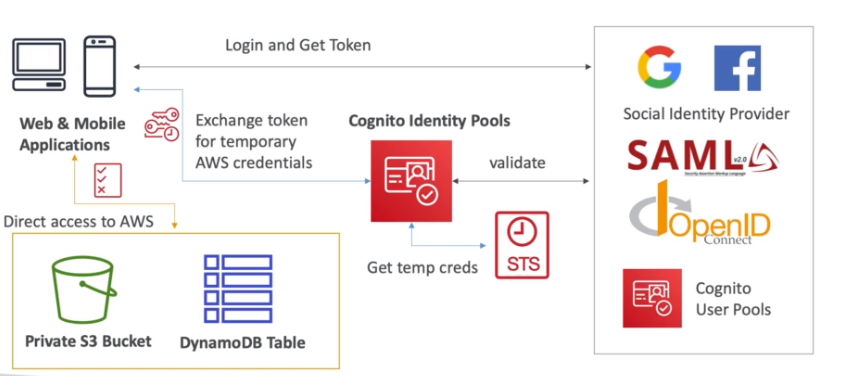 Login and Get Token
Web & Mobile
Applications
Exchange token
for temporary
AWS credentials
Cognito Identity Pools
validate
Social Identity Provider
SAML v2.0
Security Assertion Markup Language
OpenID
Connect
Direct access to AWS
Get temp creds
STS
Cognito
User Pools
Private S3 Bucket
DynamoDB Table